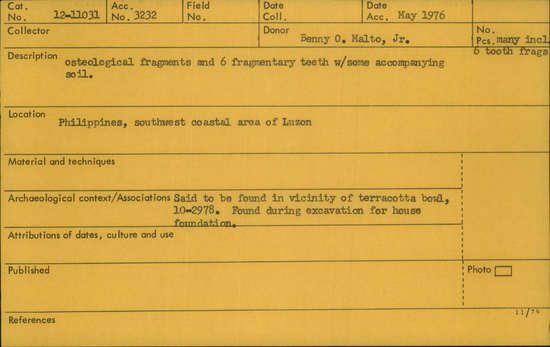 Cat. No. 12-11031 Acc. No. 3232 Field No. Date Coll. Date Acc. May 1976
Collector Donor Benny O. Malto, Jr. No. Pcs. many incl. 6 tooth frags
Description osteological fragments and 6 fragmentary teeth w/some accompanying
soil.
Location Philippines, southwest coastal area of Luzon
Material and techniques
Archaeological context/Associations Said to be found in vicinity of terracotta bowl,
10-2978. Found during excavation for house
foundation.
Attributions of dates, culture and use
Published Photo
11/74
References